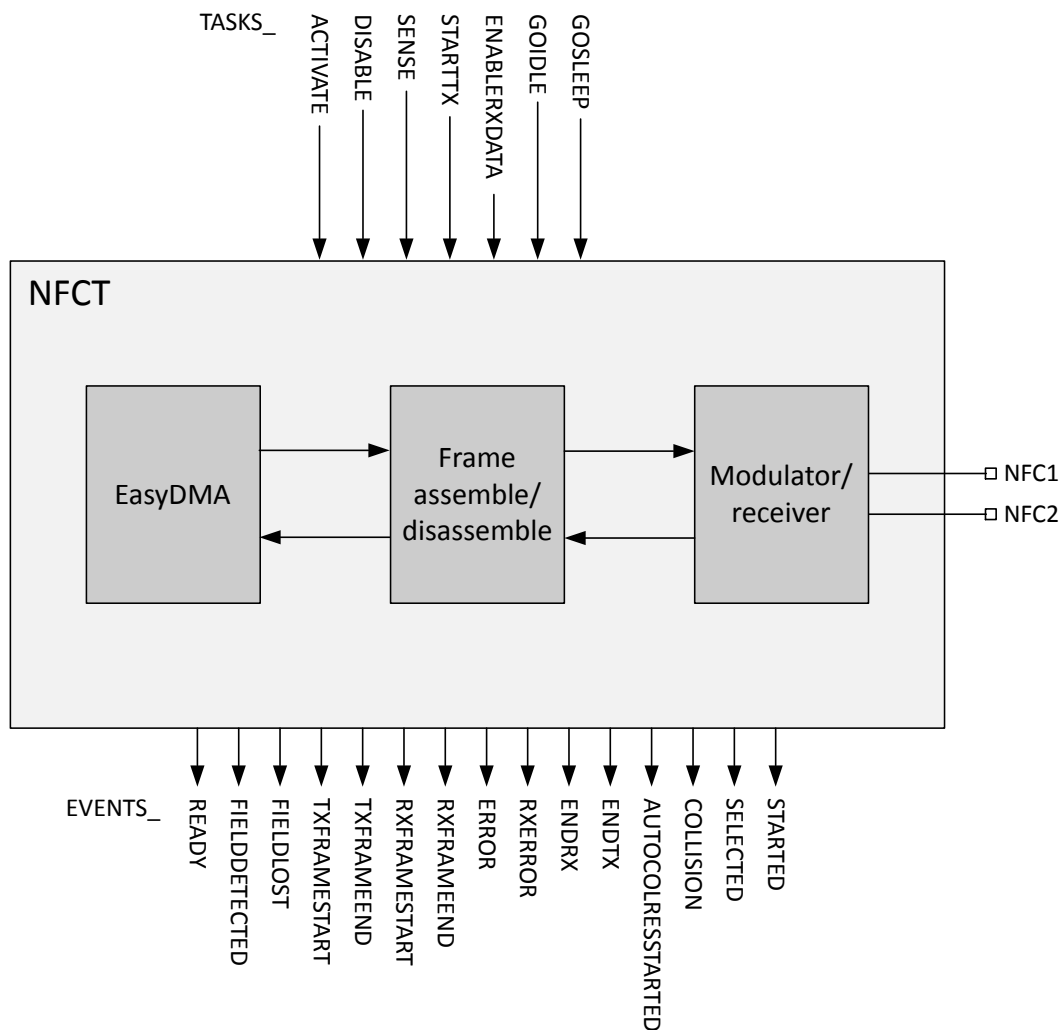 TASKS_
ACTIVATE
DISABLE
SENSE
STARTTX
ENABLERXDATA
GOIDLE
GOSLEEP
NFCT
EasyDMA
Frame
assemble/
disassemble
Modulator/
receiver
NFC1
NFC2
EVENTS_
READY
FIELDDETECTED
FIELDLOST
TXFRAMESTART
TXFRAMEEND
RXFRAMESTART
RXFRAMEEND
ERROR
RXERROR
ENDRX
ENDTX
AUTOCOLRESSTARTED
COLLISION
SELECTED
STARTED